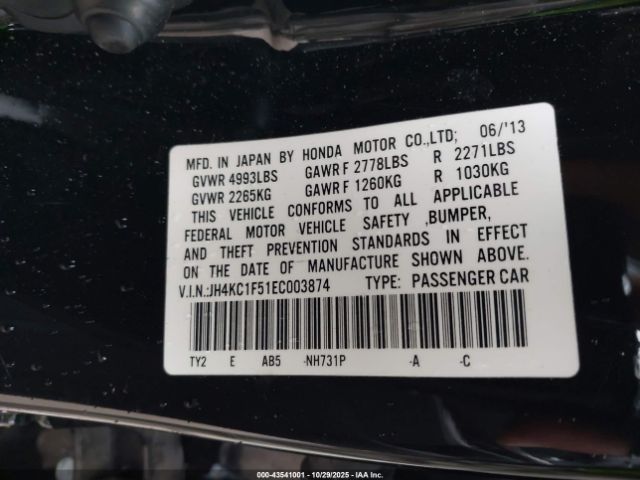 MFD. IN JAPAN BY HONDA MOTOR CO.,LTD; 06/'13
GVWR 4993LBS GAWR F 2778LBS R 2271LBS
GVWR 2265KG GAWR F 1260KG R 1030KG
THIS VEHICLE CONFORMS TO ALL APPLICABLE
FEDERAL MOTOR VEHICLE SAFETY ,BUMPER,
AND THEFT PREVENTION STANDARDS IN EFFECT
ON THE DATE OF MANUFACTURE SHOWN ABOVE.
V.I.N.:JH4KC1F51EC003874 TYPE: PASSENGER CAR
TY2 E AB5 -NH731P -A -C
000-43541001 | 10/29/2025 | IAA Inc.